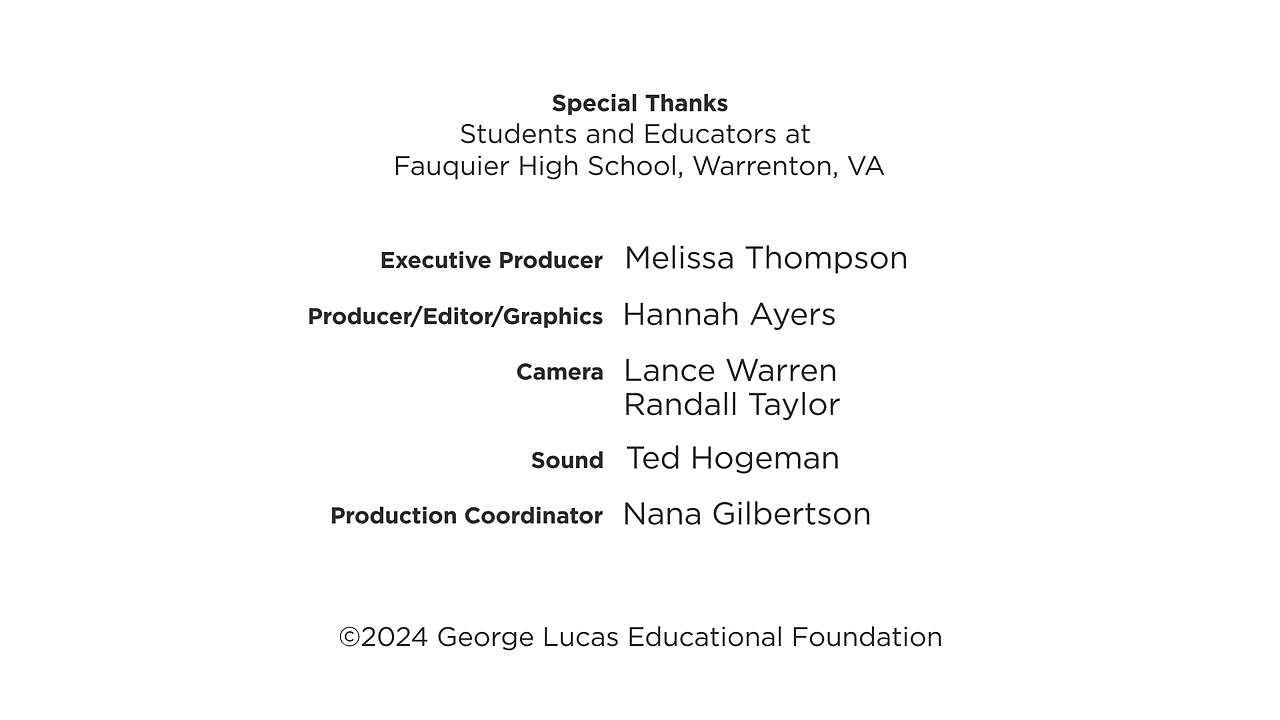 Special Thanks
Students and Educators at
Fauquier High School, Warrenton, VA
Executive Producer Melissa Thompson
Producer/Editor/Graphics Hannah Ayers
Camera Lance Warren
Randall Taylor
Sound Ted Hogeman
Production Coordinator Nana Gilbertson
©2024 George Lucas Educational Foundation